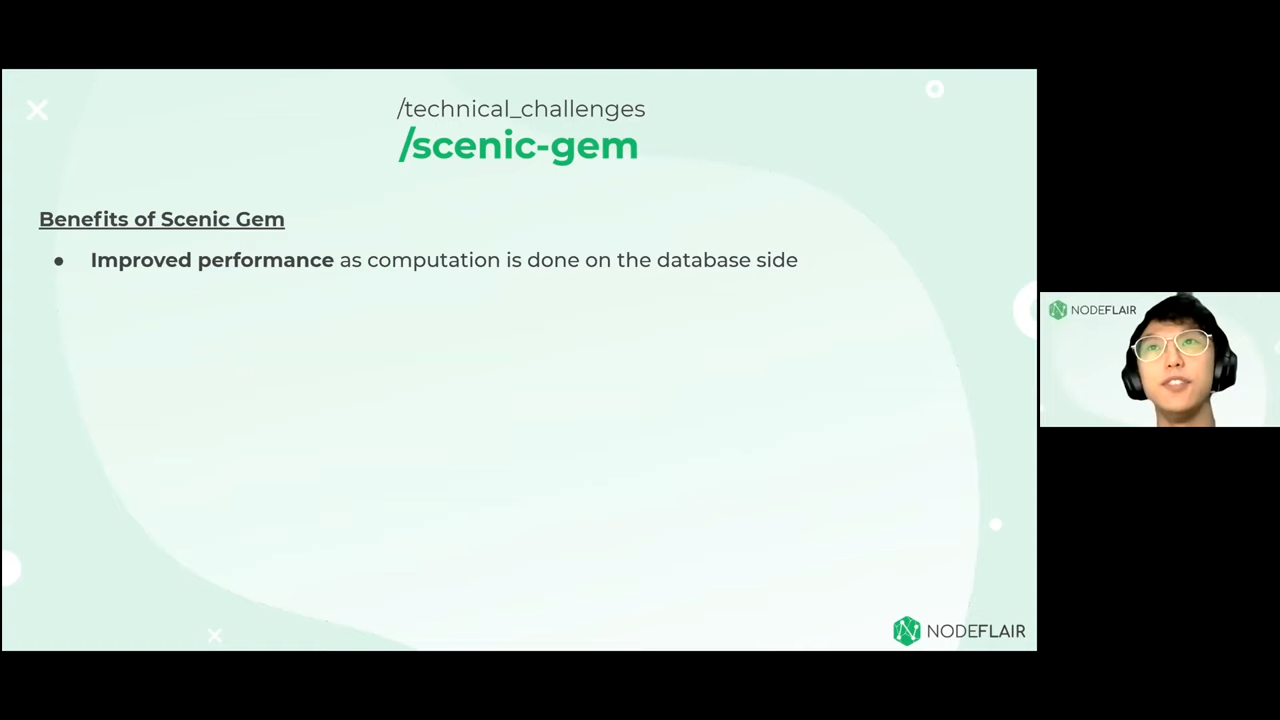 /technical_challenges
/scenic-gem
Benefits of Scenic Gem
● Improved performance as computation is done on the database side
NODEFLAIR
NODEFLAIR